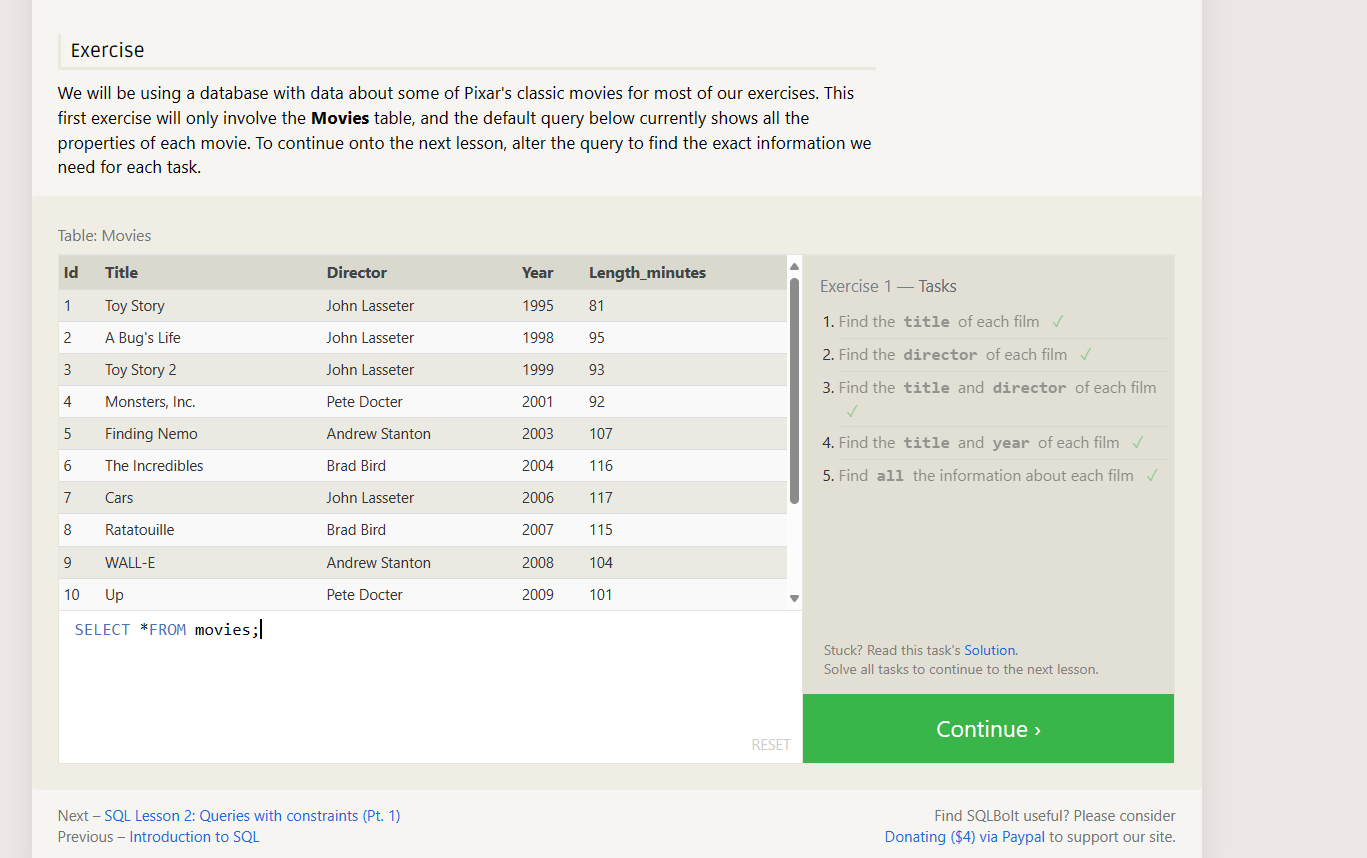 Exercise
We will be using a database with data about some of Pixar's classic movies for most of our exercises. This
first exercise will only involve the Movies table, and the default query below currently shows all the
properties of each movie. To continue onto the next lesson, alter the query to find the exact information we
need for each task.
Table: Movies
Id Title Director Year Length_minutes
1 Toy Story John Lasseter 1995 81
2 A Bug's Life John Lasseter 1998 95
3 Toy Story 2 John Lasseter 1999 93
4 Monsters, Inc. Pete Docter 2001 92
5 Finding Nemo Andrew Stanton 2003 107
6 The Incredibles Brad Bird 2004 116
7 Cars John Lasseter 2006 117
8 Ratatouille Brad Bird 2007 115
9 WALL-E Andrew Stanton 2008 104
10 Up Pete Docter 2009 101
SELECT *FROM movies;
RESET
Exercise 1 — Tasks
1. Find the title of each film ✓
2. Find the director of each film ✓
3. Find the title and director of each film
✓
4. Find the title and year of each film ✓
5. Find all the information about each film ✓
Stuck? Read this task's Solution.
Solve all tasks to continue to the next lesson.
Continue ›
Next – SQL Lesson 2: Queries with constraints (Pt. 1)
Previous – Introduction to SQL
Find SQLBolt useful? Please consider
Donating ($4) via Paypal to support our site.